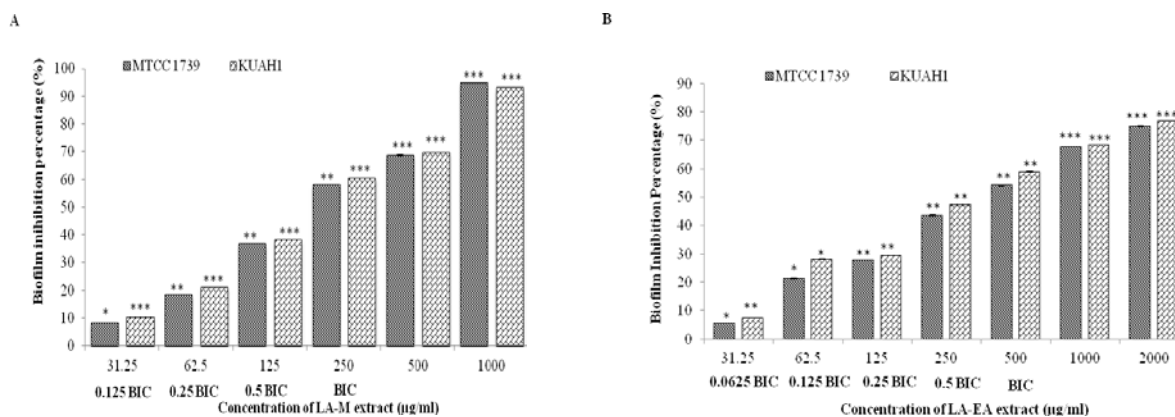 A
MTCC1739 KUAH1
Biofilm inihibition percentage (%)
100
90
80
70
60
50
40
30
20
10
0
* *** ** *** ** *** ** *** *** *** *** ***
31.25 62.5 125 250 500 1000
0.125 BIC 0.25 BIC 0.5 BIC BIC
Concentration of LA-M extract (µg/ml)
B
MTCC1739 KUAH1
Biofilm Inhibition Percentage (%)
90
80
70
60
50
40
30
20
10
0
* ** * * ** ** ** ** ** ** *** *** *** ***
31.25 62.5 125 250 500 1000 2000
0.0625 BIC 0.125 BIC 0.25 BIC 0.5 BIC BIC
Concentration of LA-EA extract (µg/ml)